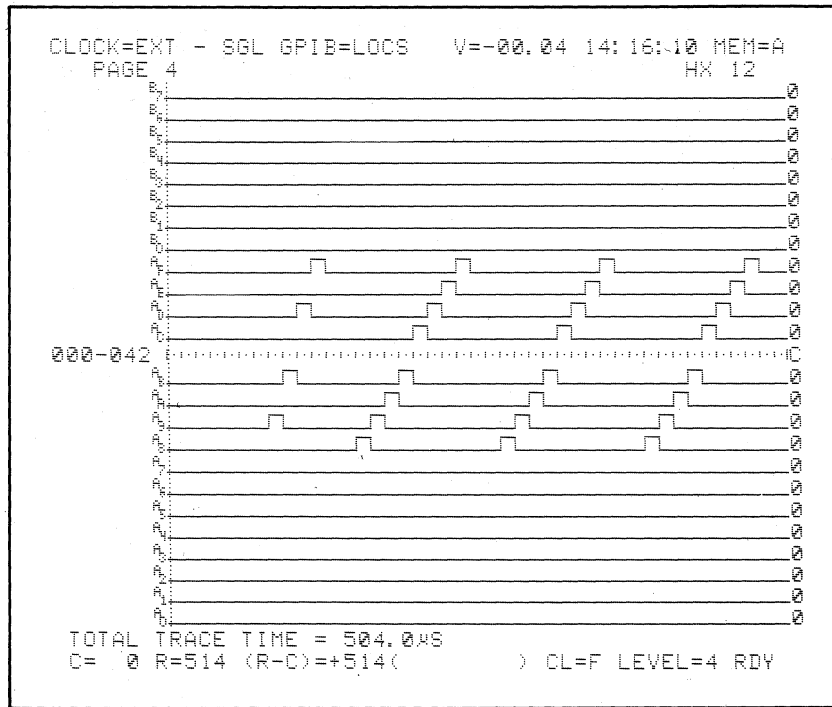 CLOCK=EXT - SGL GPIB=LOCS V=-00.04 14:16:10 MEM=A
PAGE 4 HX 12
B7 0
B6 0
B5 0
B4 0
B3 0
B2 0
B1 0
B0 0
AF 0
AE 0
AD 0
AC 0
000-042 C
AB 0
AA 0
A9 0
A8 0
A7 0
A6 0
A5 0
A4 0
A3 0
A2 0
A1 0
A0 0
TOTAL TRACE TIME = 504.0µS
C= 0 R=514 (R-C)=+514( ) CL=F LEVEL=4 RDY